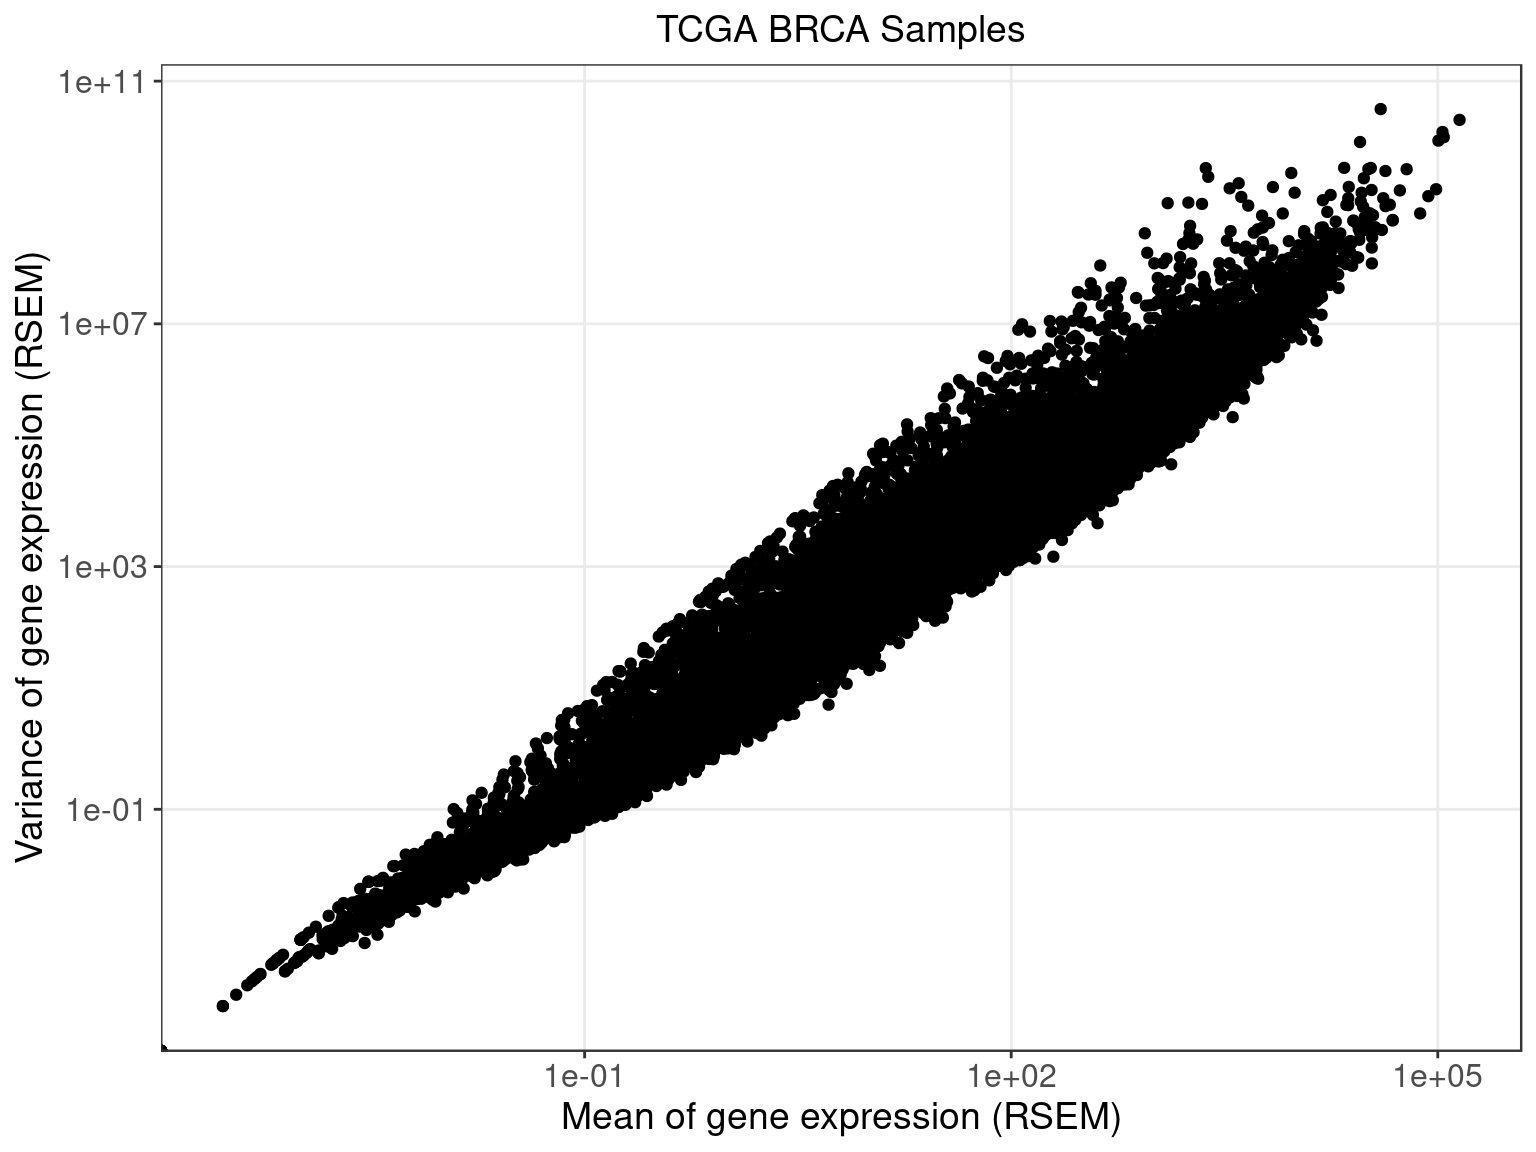 TCGA BRCA Samples
1e+11
1e+07
1e+03
1e-01
Variance of gene expression (RSEM)
1e-01
1e+02
1e+05
Mean of gene expression (RSEM)